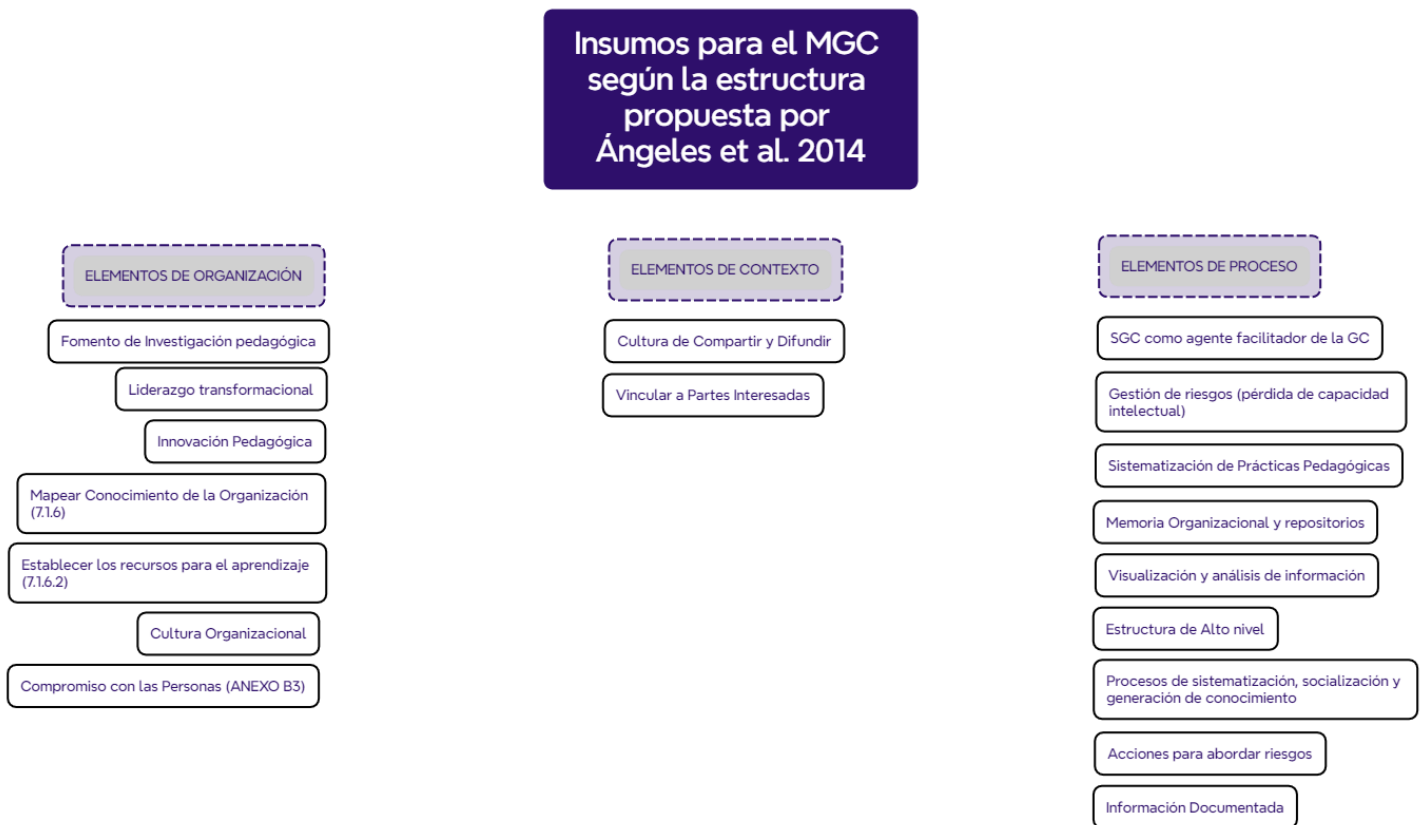 Insumos para el MGC
según la estructura
propuesta por
Ángeles et al. 2014
ELEMENTOS DE ORGANIZACIÓN
Fomento de Investigación pedagógica
Liderazgo transformacional
Innovación Pedagógica
Mapear Conocimiento de la Organización
(7.1.6)
Establecer los recursos para el aprendizaje
(7.1.6.2)
Cultura Organizacional
Compromiso con las Personas (ANEXO B3)
ELEMENTOS DE CONTEXTO
Cultura de Compartir y Difundir
Vincular a Partes Interesadas
ELEMENTOS DE PROCESO
SGC como agente facilitador de la GC
Gestión de riesgos (pérdida de capacidad
intelectual)
Sistematización de Prácticas Pedagógicas
Memoria Organizacional y repositorios
Visualización y análisis de información
Estructura de Alto nivel
Procesos de sistematización, socialización y
generación de conocimiento
Acciones para abordar riesgos
Información Documentada